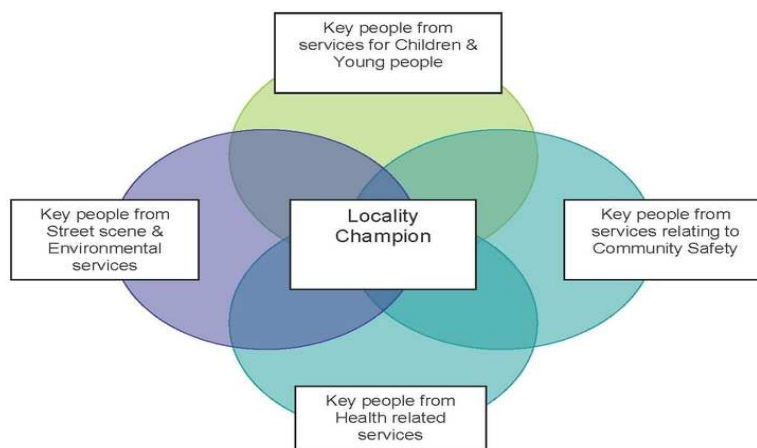 Key people from
services for Children &
Young people
Key people from
Street scene &
Environmental
services
Locality
Champion
Key people from
services relating to
Community Safety
Key people from
Health related
services